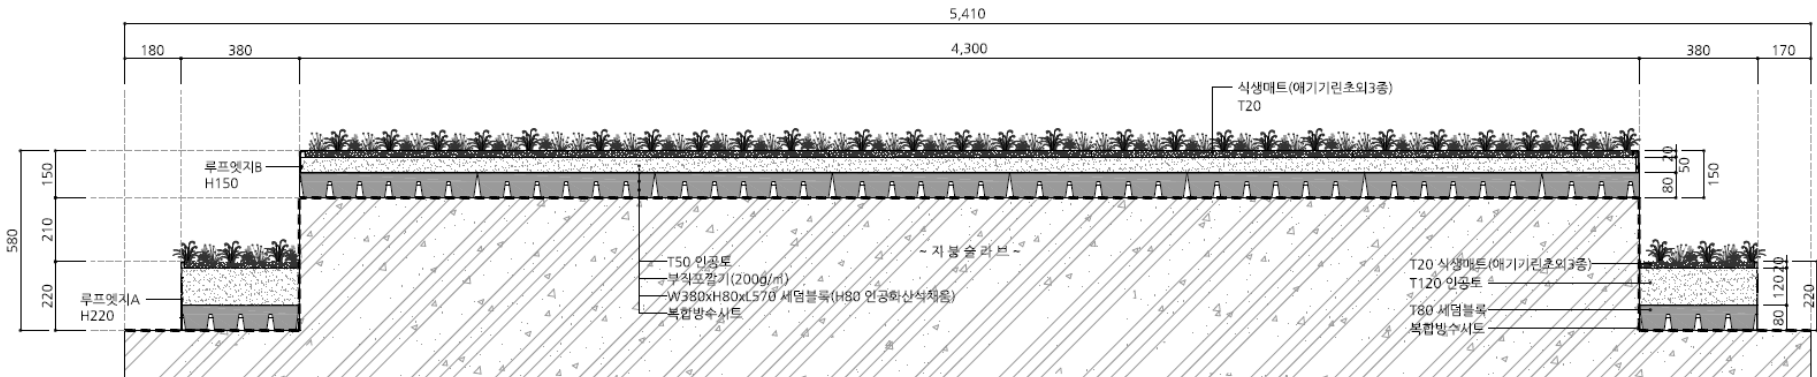 5,410
180
380
4,300
380
170
식생매트(애기기린초외3종)
T20
루프엣지B
H150
150
210
220
580
20
50
80
150
~ 지 붕 슬 라 브 ~
T50 인공토
부직포깔기(200g/㎡)
W380xH80xL570 세덤블록(H80 인공화산석채움)
복합방수시트
루프엣지A
H220
T20 식생매트(애기기린초외3종)
T120 인공토
T80 세덤블록
복합방수시트
20
120
80
220